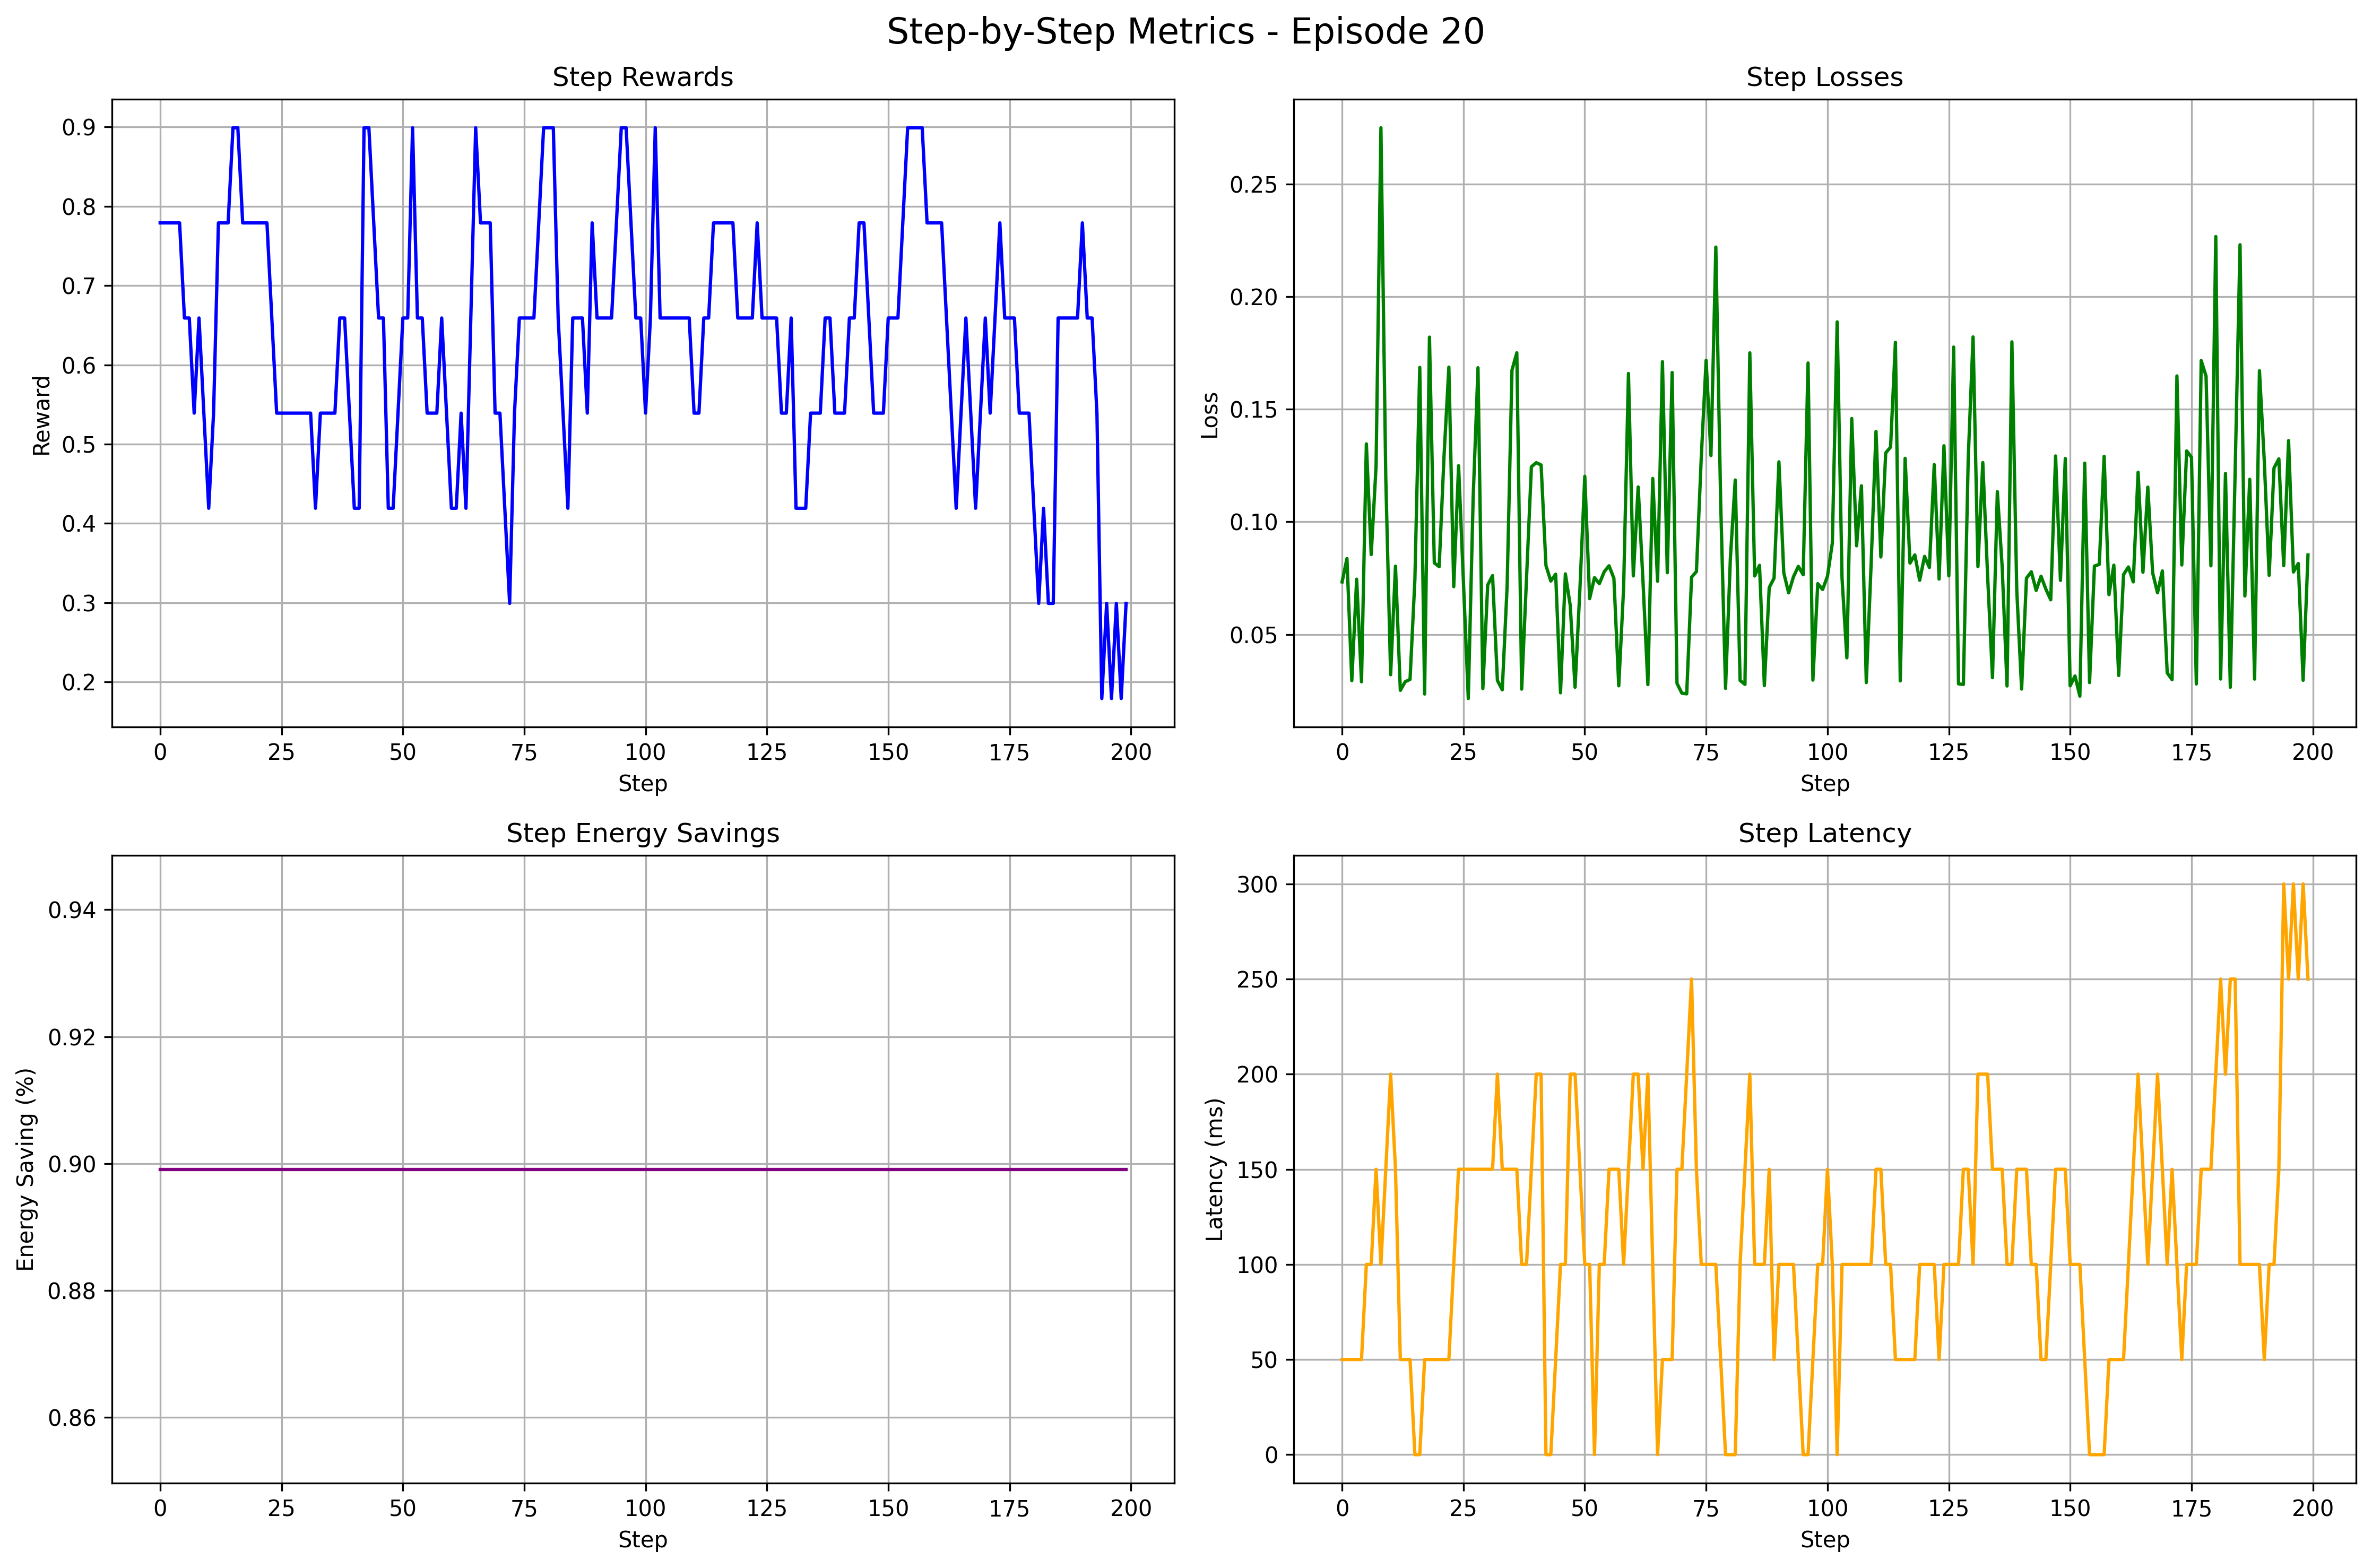 Step-by-Step Metrics - Episode 20
Step Rewards
Reward
0.9
0.8
0.7
0.6
0.5
0.4
0.3
0.2
0 25 50 75 100 125 150 175 200
Step
Step Losses
Loss
0.25
0.20
0.15
0.10
0.05
0 25 50 75 100 125 150 175 200
Step
Step Energy Savings
Energy Saving (%)
0.94
0.92
0.90
0.88
0.86
0 25 50 75 100 125 150 175 200
Step
Step Latency
Latency (ms)
300
250
200
150
100
50
0
0 25 50 75 100 125 150 175 200
Step